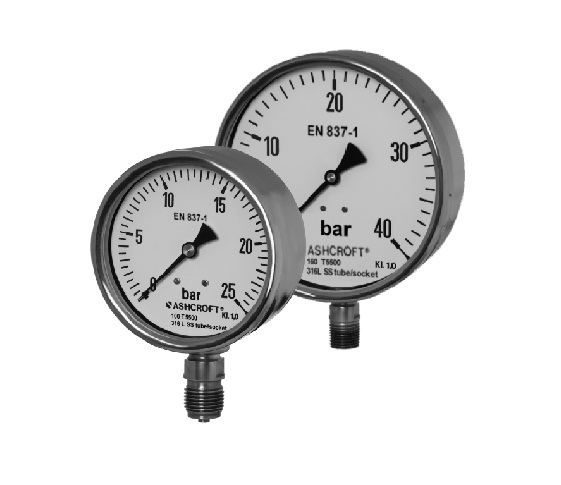 20
10
30
40
EN 837-1
bar
ASHCROFT®
160 T5500
316L SS tube/socket
Kl. 1.0
10
15
5
20
0
25
EN 837-1
bar
ASHCROFT®
100 T5500
316 L SS tube/socket
Kl. 1,0